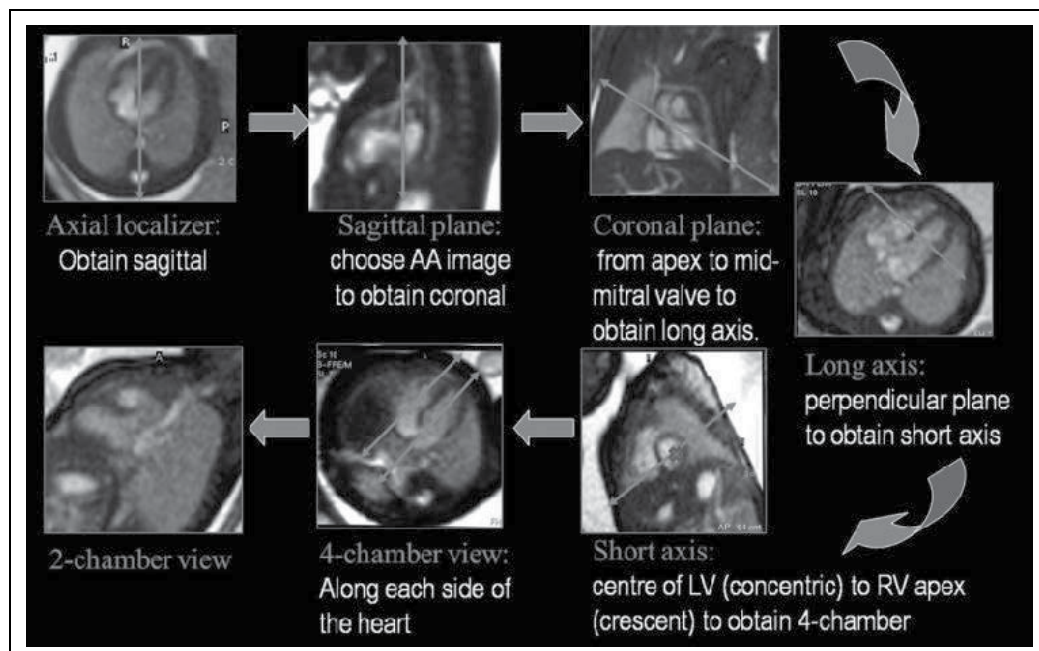 R
P
Axial localizer:
Obtain sagittal
Sagittal plane:
choose AA image
to obtain coronal
Coronal plane:
from apex to mid-
mitral valve to
obtain long axis.
Long axis:
perpendicular plane
to obtain short axis
Short axis:
centre of LV (concentric) to RV apex
(crescent) to obtain 4-chamber
4-chamber view:
Along each side of
the heart
A
2-chamber view